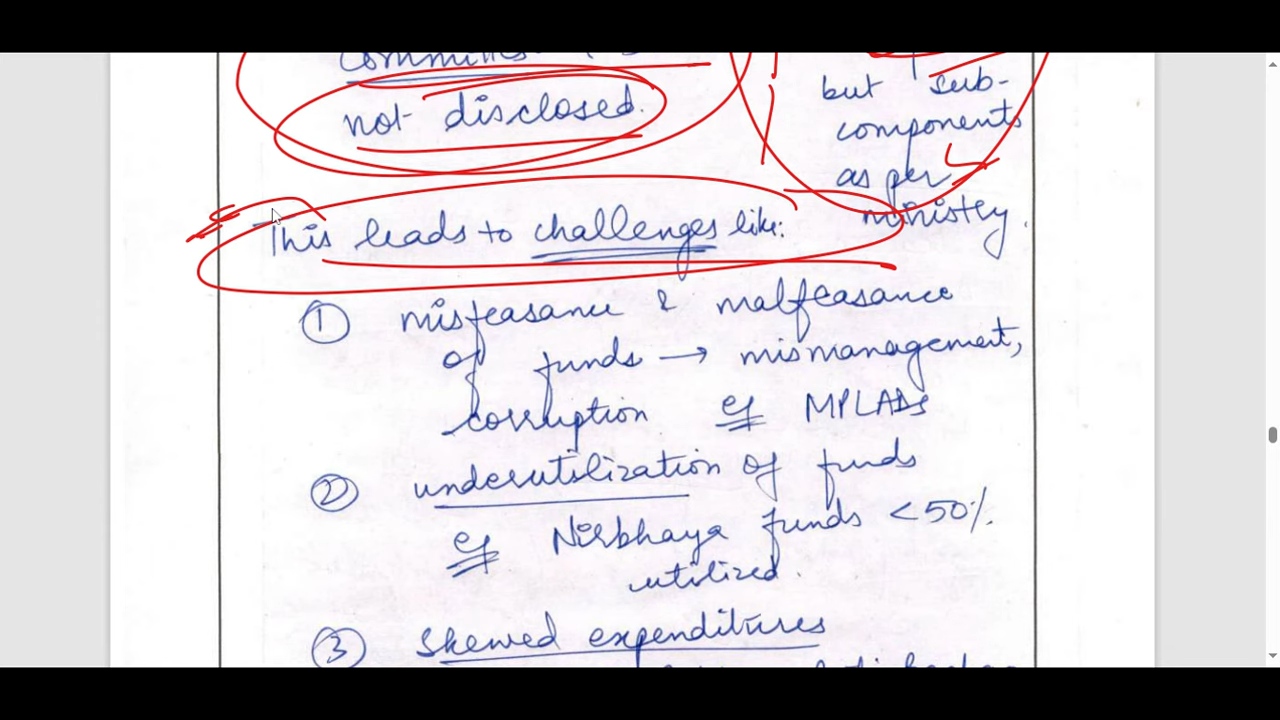 not disclosed.
but sub-
components
as per
ministry.
This leads to challenges like:
① misfeasance & malfeasance
of funds → mismanagement,
corruption eg MPLADs
② underutilization of funds
eg Nirbhaya funds <50%
utilized.
③ Skewed expenditures